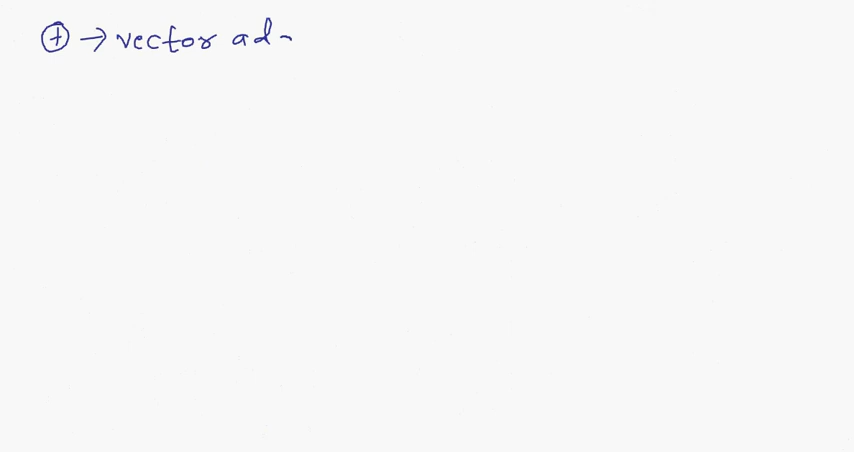 ⊕ → vector ad